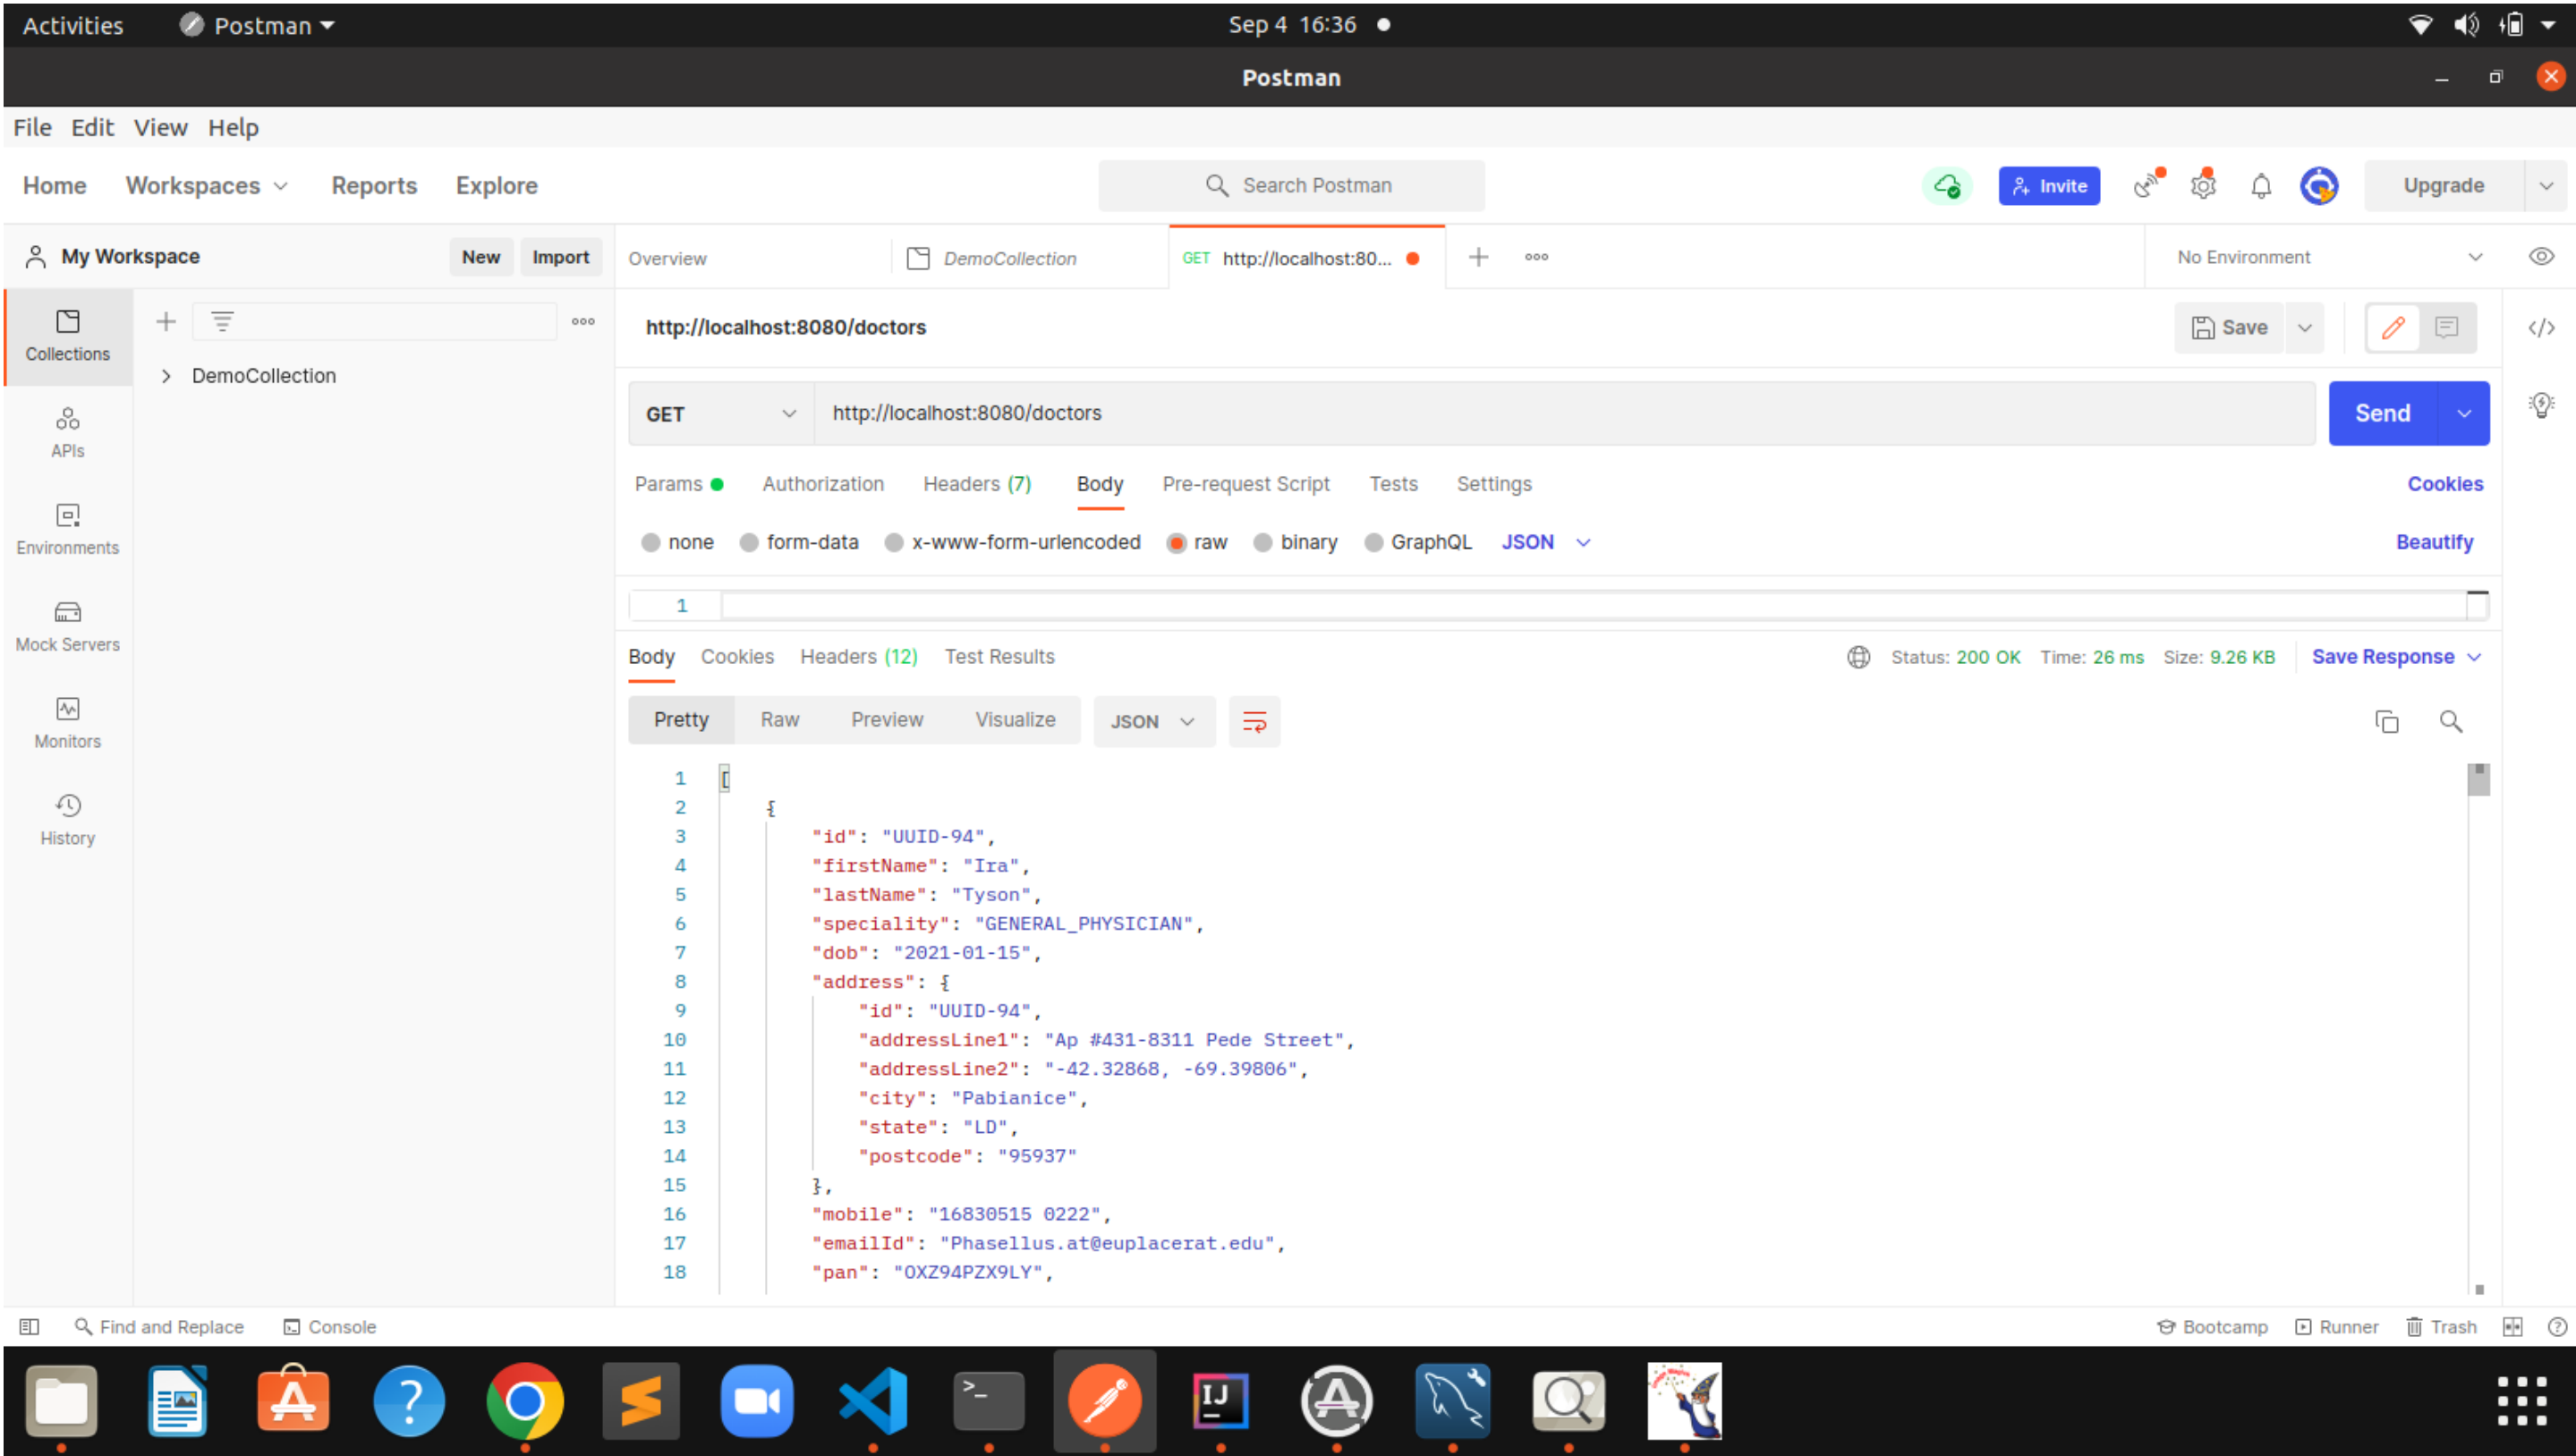 Activities Postman Sep 4 16:36
Postman
File Edit View Help
Home Workspaces Reports Explore Search Postman Invite Upgrade
My Workspace New Import Overview DemoCollection GET http://localhost:80... No Environment
Collections
http://localhost:8080/doctors Save
DemoCollection
GET http://localhost:8080/doctors Send
APIs
Params Authorization Headers (7) Body Pre-request Script Tests Settings Cookies
Environments
none form-data x-www-form-urlencoded raw binary GraphQL JSON Beautify
1
Mock Servers
Body Cookies Headers (12) Test Results Status: 200 OK Time: 26 ms Size: 9.26 KB Save Response
Monitors
Pretty Raw Preview Visualize JSON
History
1 [
2 {
3 "id": "UUID-94",
4 "firstName": "Ira",
5 "lastName": "Tyson",
6 "speciality": "GENERAL_PHYSICIAN",
7 "dob": "2021-01-15",
8 "address": {
9 "id": "UUID-94",
10 "addressLine1": "Ap #431-8311 Pede Street",
11 "addressLine2": "-42.32868, -69.39806",
12 "city": "Pabianice",
13 "state": "LD",
14 "postcode": "95937"
15 },
16 "mobile": "16830515 0222",
17 "emailId": "Phasellus.at@euplacerat.edu",
18 "pan": "OXZ94PZX9LY",
Find and Replace Console Bootcamp Runner Trash
IJ